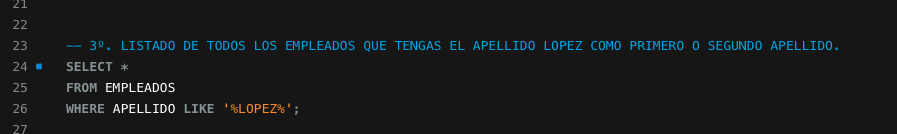 21
22
23 -- 3º. LISTADO DE TODOS LOS EMPLEADOS QUE TENGAS EL APELLIDO LOPEZ COMO PRIMERO O SEGUNDO APELLIDO.
24 SELECT *
25 FROM EMPLEADOS
26 WHERE APELLIDO LIKE '%LOPEZ%';
27